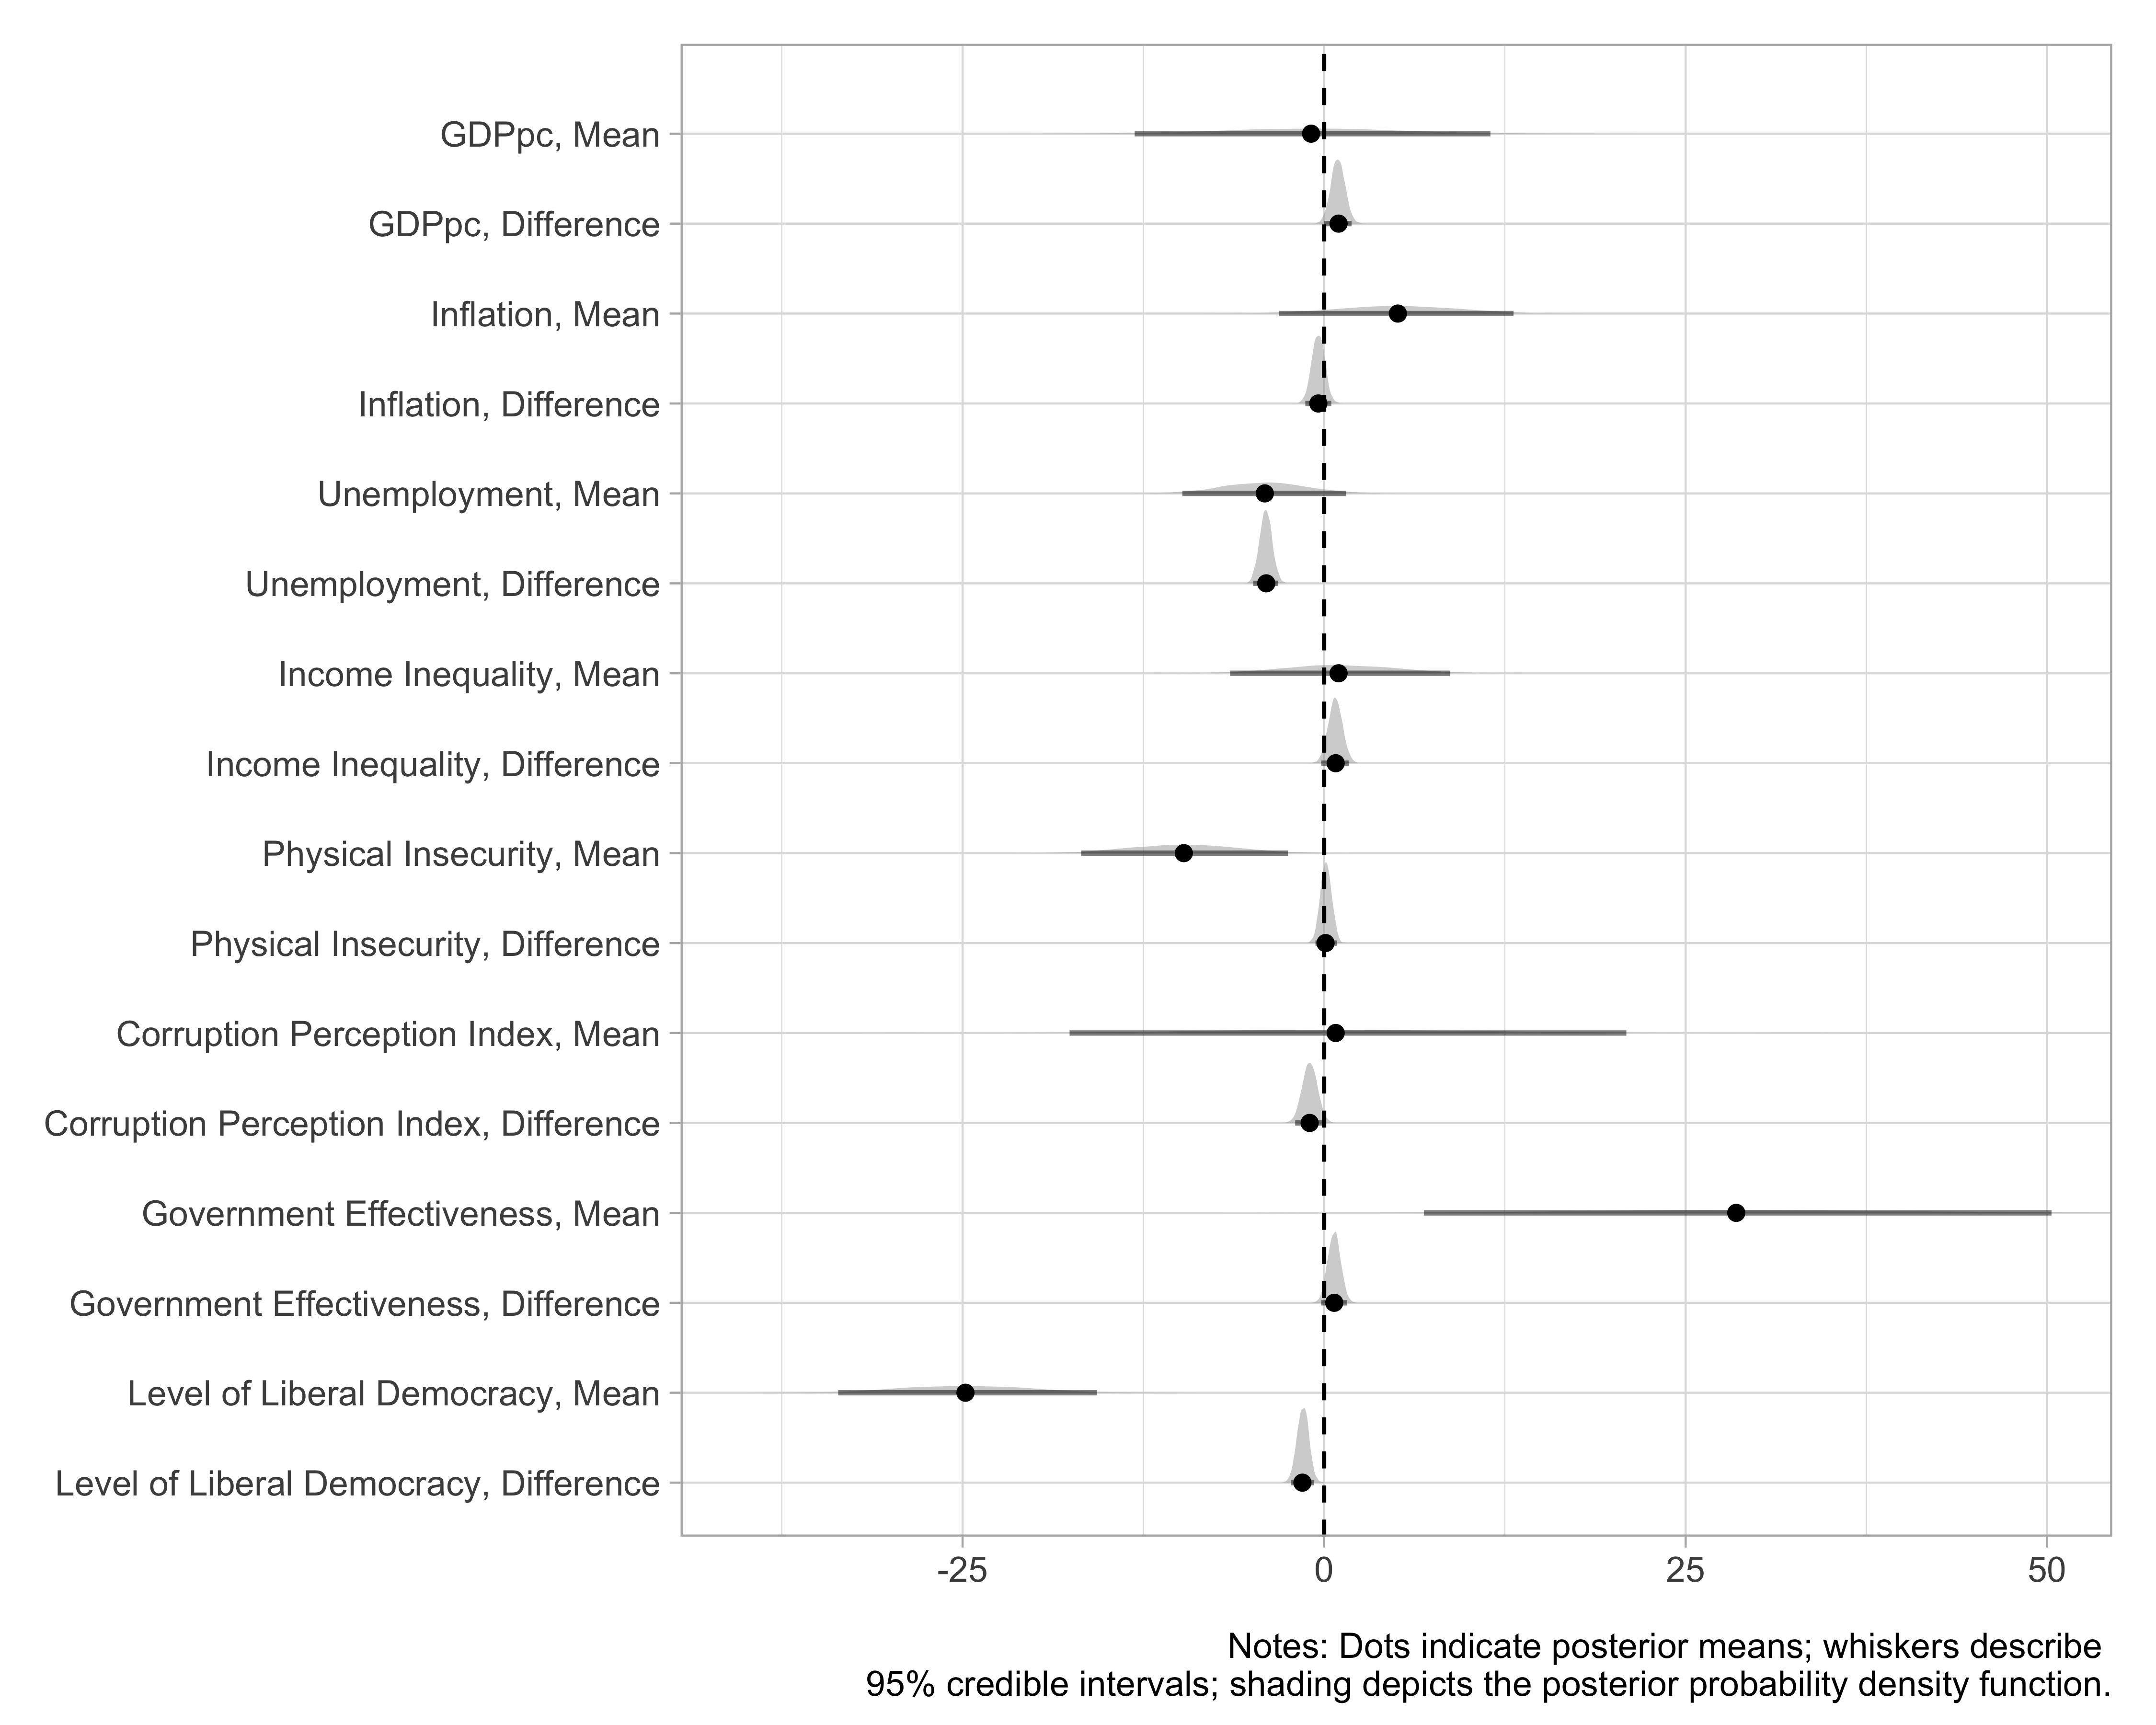 GDPpc, Mean
GDPpc, Difference
Inflation, Mean
Inflation, Difference
Unemployment, Mean
Unemployment, Difference
Income Inequality, Mean
Income Inequality, Difference
Physical Insecurity, Mean
Physical Insecurity, Difference
Corruption Perception Index, Mean
Corruption Perception Index, Difference
Government Effectiveness, Mean
Government Effectiveness, Difference
Level of Liberal Democracy, Mean
Level of Liberal Democracy, Difference
-25 0 25 50
Notes: Dots indicate posterior means; whiskers describe
95% credible intervals; shading depicts the posterior probability density function.